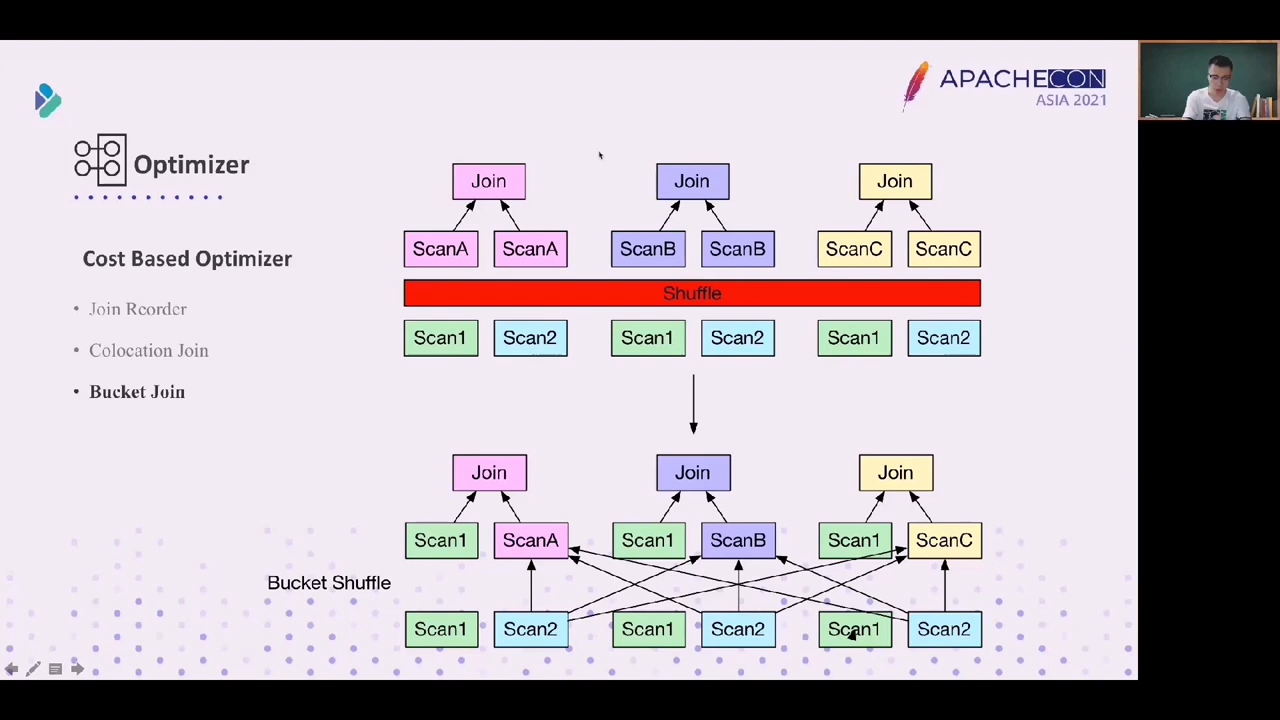 APACHECON
ASIA 2021
Optimizer
Cost Based Optimizer
• Join Reorder
• Colocation Join
• Bucket Join
Join Join Join
ScanA ScanA ScanB ScanB ScanC ScanC
Shuffle
Scan1 Scan2 Scan1 Scan2 Scan1 Scan2
Join Join Join
Scan1 ScanA Scan1 ScanB Scan1 ScanC
Bucket Shuffle
Scan1 Scan2 Scan1 Scan2 Scan1 Scan2